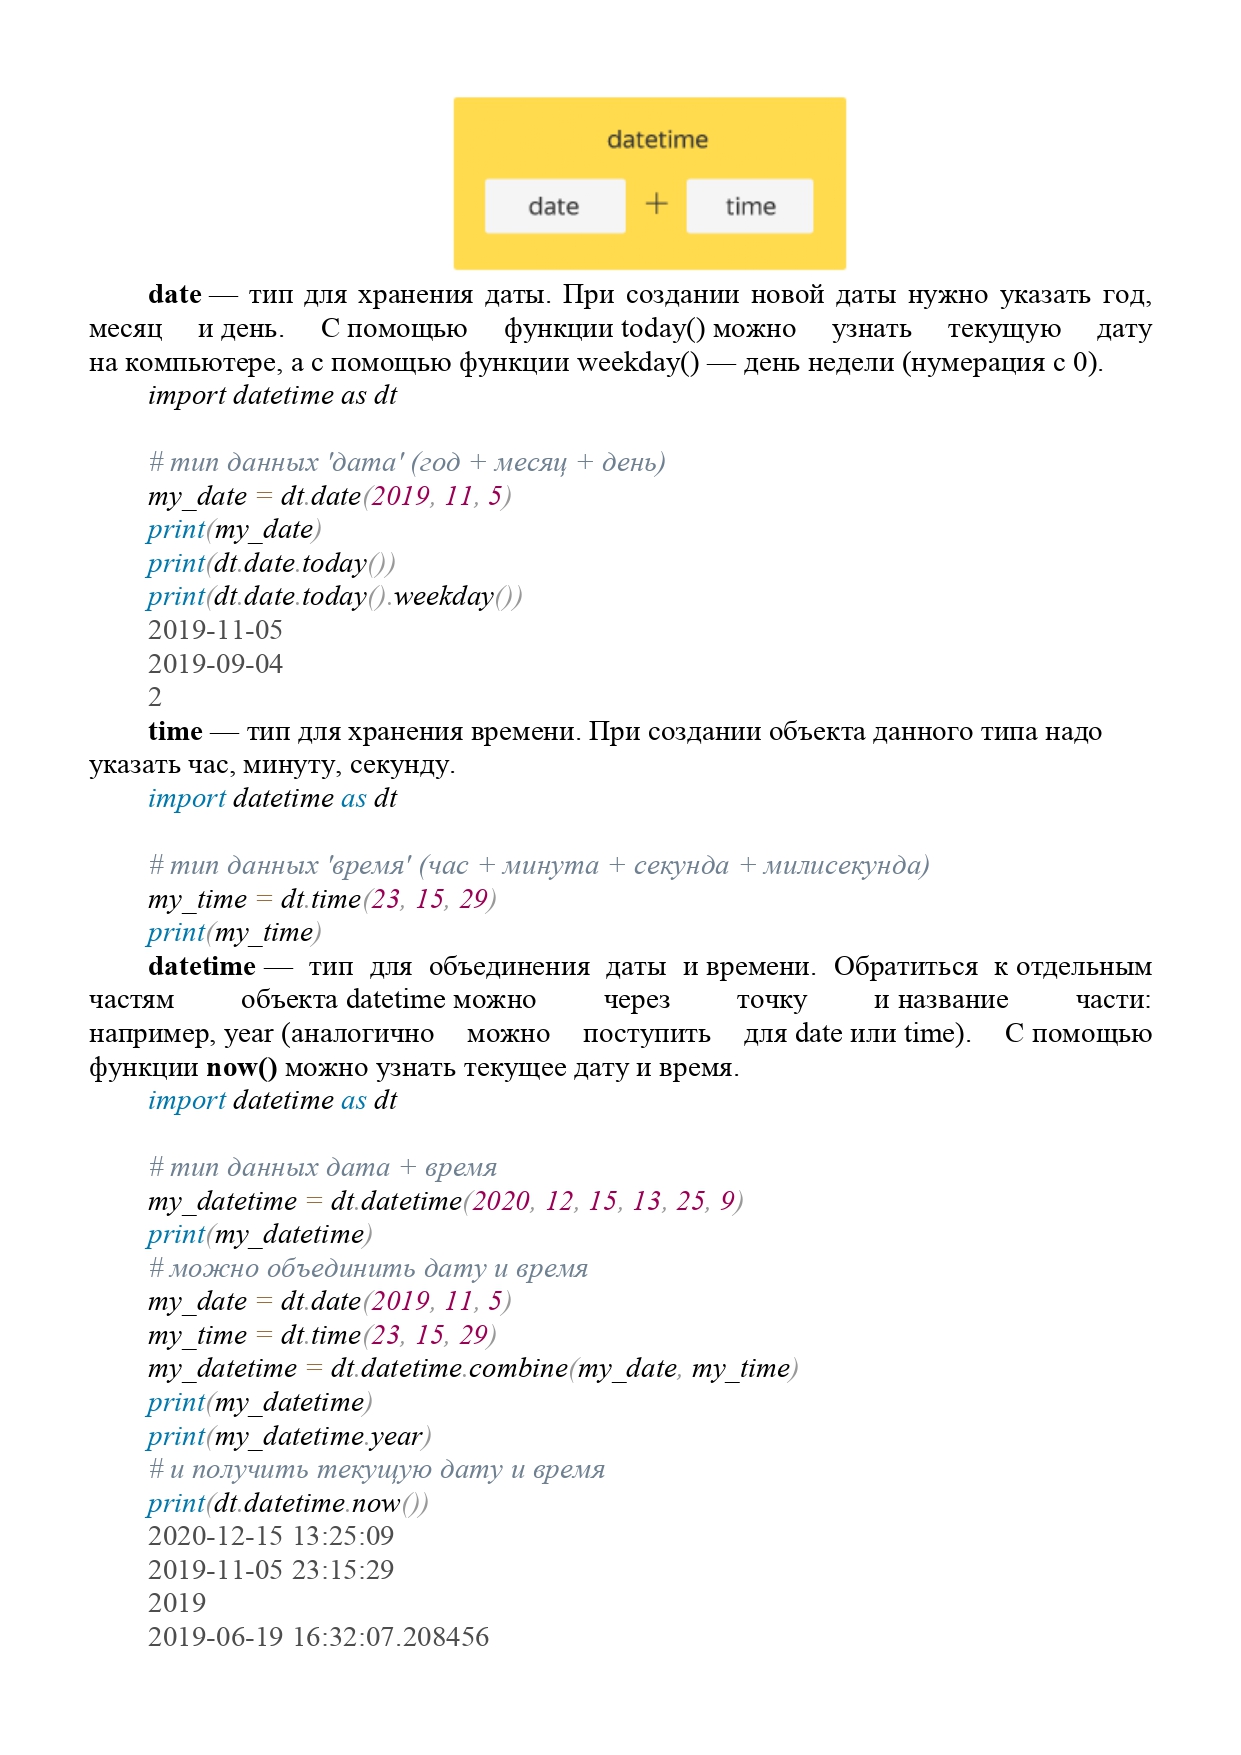 datetime
date + time
date — тип для хранения даты. При создании новой даты нужно указать год,
месяц и день. С помощью функции today() можно узнать текущую дату
на компьютере, а с помощью функции weekday() — день недели (нумерация с 0).
import datetime as dt
# тип данных 'дата' (год + месяц + день)
my_date = dt.date(2019, 11, 5)
print(my_date)
print(dt.date.today())
print(dt.date.today().weekday())
2019-11-05
2019-09-04
2
time — тип для хранения времени. При создании объекта данного типа надо
указать час, минуту, секунду.
import datetime as dt
# тип данных 'время' (час + минута + секунда + милисекунда)
my_time = dt.time(23, 15, 29)
print(my_time)
datetime — тип для объединения даты и времени. Обратиться к отдельным
частям объекта datetime можно через точку и название части:
например, year (аналогично можно поступить для date или time). С помощью
функции now() можно узнать текущее дату и время.
import datetime as dt
# тип данных дата + время
my_datetime = dt.datetime(2020, 12, 15, 13, 25, 9)
print(my_datetime)
# можно объединить дату и время
my_date = dt.date(2019, 11, 5)
my_time = dt.time(23, 15, 29)
my_datetime = dt.datetime.combine(my_date, my_time)
print(my_datetime)
print(my_datetime.year)
# и получить текущую дату и время
print(dt.datetime.now())
2020-12-15 13:25:09
2019-11-05 23:15:29
2019
2019-06-19 16:32:07.208456